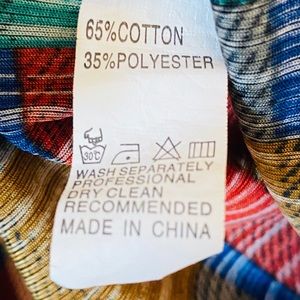 65%COTTON
35%POLYESTER
30°C
WASH SEPARATELY
PROFESSIONAL
DRY CLEAN
RECOMMENDED
MADE IN CHINA